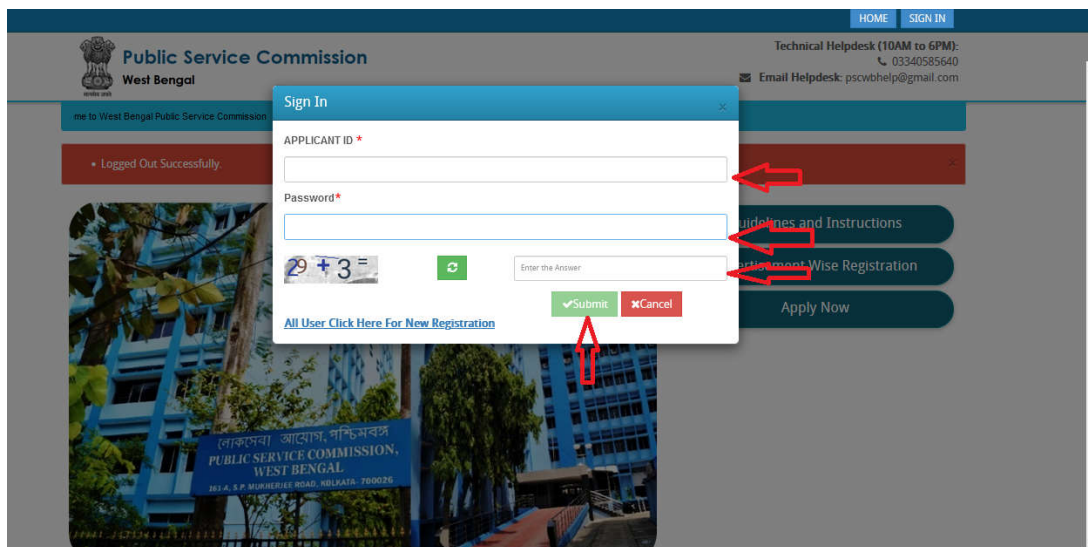 HOME SIGN IN
Public Service Commission
West Bengal
Technical Helpdesk (10AM to 6PM):
03340585640
Email Helpdesk: pscwbhelp@gmail.com
me to West Bengal Public Service Commission
Logged Out Successfully.
Sign In
APPLICANT ID *
Password*
29 + 3 =
Enter the Answer
Submit Cancel
All User Click Here For New Registration
uidelines and Instructions
Wise Registration
Apply Now
লোকসেবা আয়োগ, পশ্চিমবঙ্গ
PUBLIC SERVICE COMMISSION,
WEST BENGAL
161-A, S.P. MUKHERJEE ROAD, KOLKATA- 700026